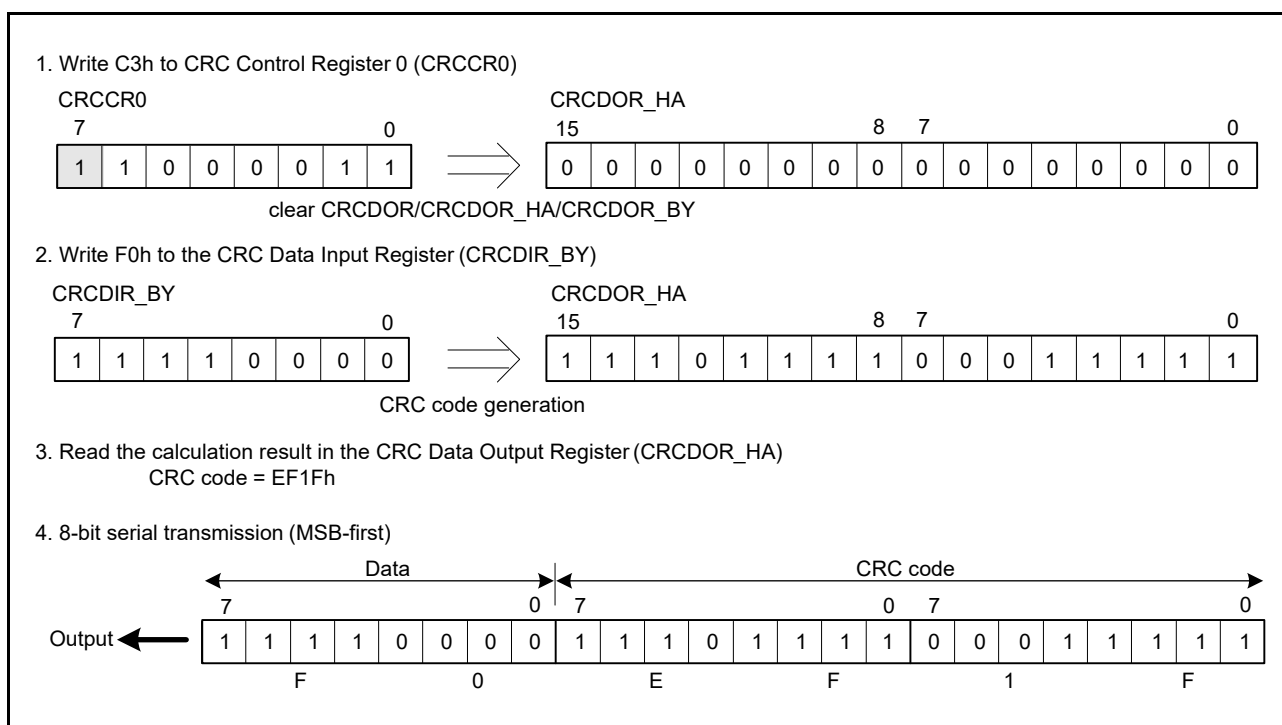 1. Write C3h to CRC Control Register 0 (CRCCR0)
CRCCR0 CRCDOR_HA
7 0 15 8 7 0
1 1 0 0 0 0 1 1 0 0 0 0 0 0 0 0 0 0 0 0 0 0 0 0
clear CRCDOR/CRCDOR_HA/CRCDOR_BY
2. Write F0h to the CRC Data Input Register (CRCDIR_BY)
CRCDIR_BY CRCDOR_HA
7 0 15 8 7 0
1 1 1 1 0 0 0 0 1 1 1 0 1 1 1 1 0 0 0 1 1 1 1 1
CRC code generation
3. Read the calculation result in the CRC Data Output Register (CRCDOR_HA)
CRC code = EF1Fh
4. 8-bit serial transmission (MSB-first)
Data CRC code
7 0 7 0 7 0
Output 1 1 1 1 0 0 0 0 1 1 1 0 1 1 1 1 0 0 0 1 1 1 1 1
F 0 E F 1 F